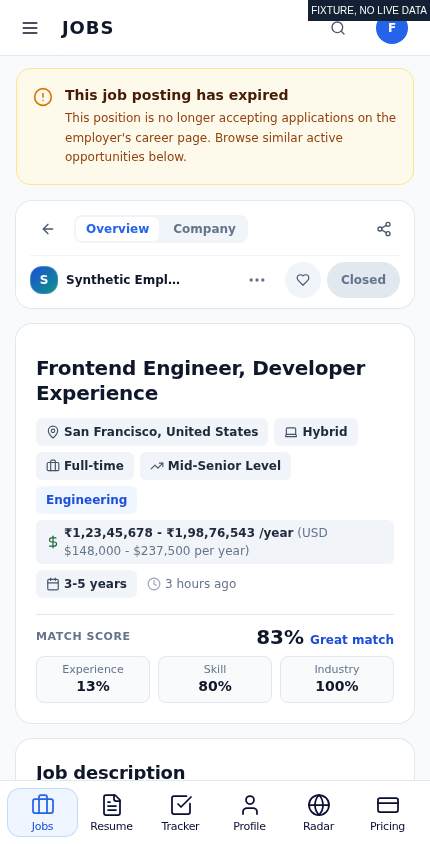 FIXTURE, NO LIVE DATA
JOBS
F
This job posting has expired
This position is no longer accepting applications on the
employer's career page. Browse similar active
opportunities below.
Overview
Company
S
Synthetic Empl...
Closed
Frontend Engineer, Developer
Experience
San Francisco, United States
Hybrid
Full-time
Mid-Senior Level
Engineering
₹1,23,45,678 - ₹1,98,76,543 /year (USD
$148,000 - $237,500 per year)
3-5 years
3 hours ago
MATCH SCORE
83% Great match
Experience
13%
Skill
80%
Industry
100%
Job description
Jobs
Resume
Tracker
Profile
Radar
Pricing